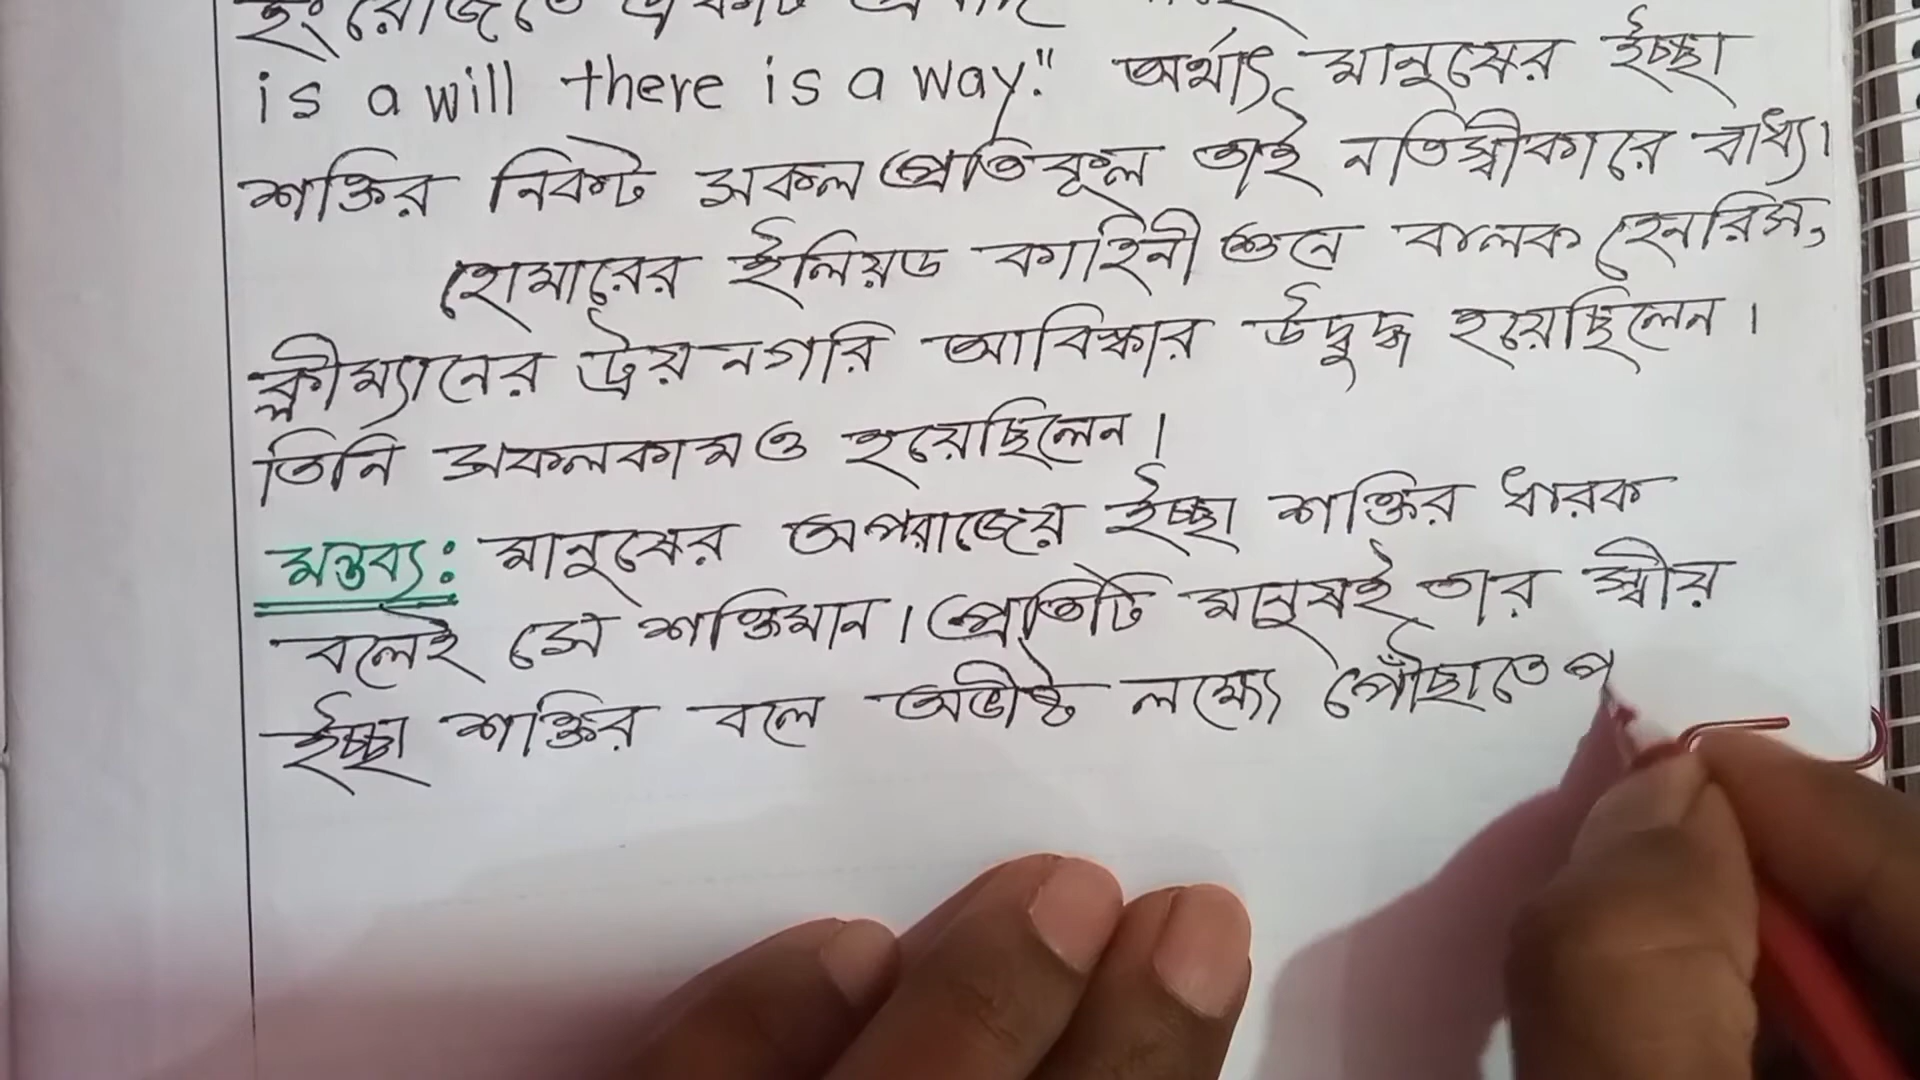 ইংরেজিতে একটি প্রবাদ
is a will there is a way." অর্থাৎ মানুষের ইচ্ছা
শক্তির নিকট সকল প্রতিকূল তাই নতিস্বীকারে বাধ্য।
হোমারের ইলিয়ড কাহিনী শুনে বালক হেনরিস,
ক্লীম্যানের ট্রয়নগরি আবিস্কার উদ্বুদ্ধ হয়েছিলেন।
তিনি সফলকামও হয়েছিলেন।
মন্তব্য: মানুষের অপরাজেয় ইচ্ছা শক্তির ধারক
বলেই সে শক্তিমান। প্রতিটি মানুষই তার স্বীয়
ইচ্ছা শক্তির বলে অভীষ্ট লক্ষ্যে পৌঁছাতে প